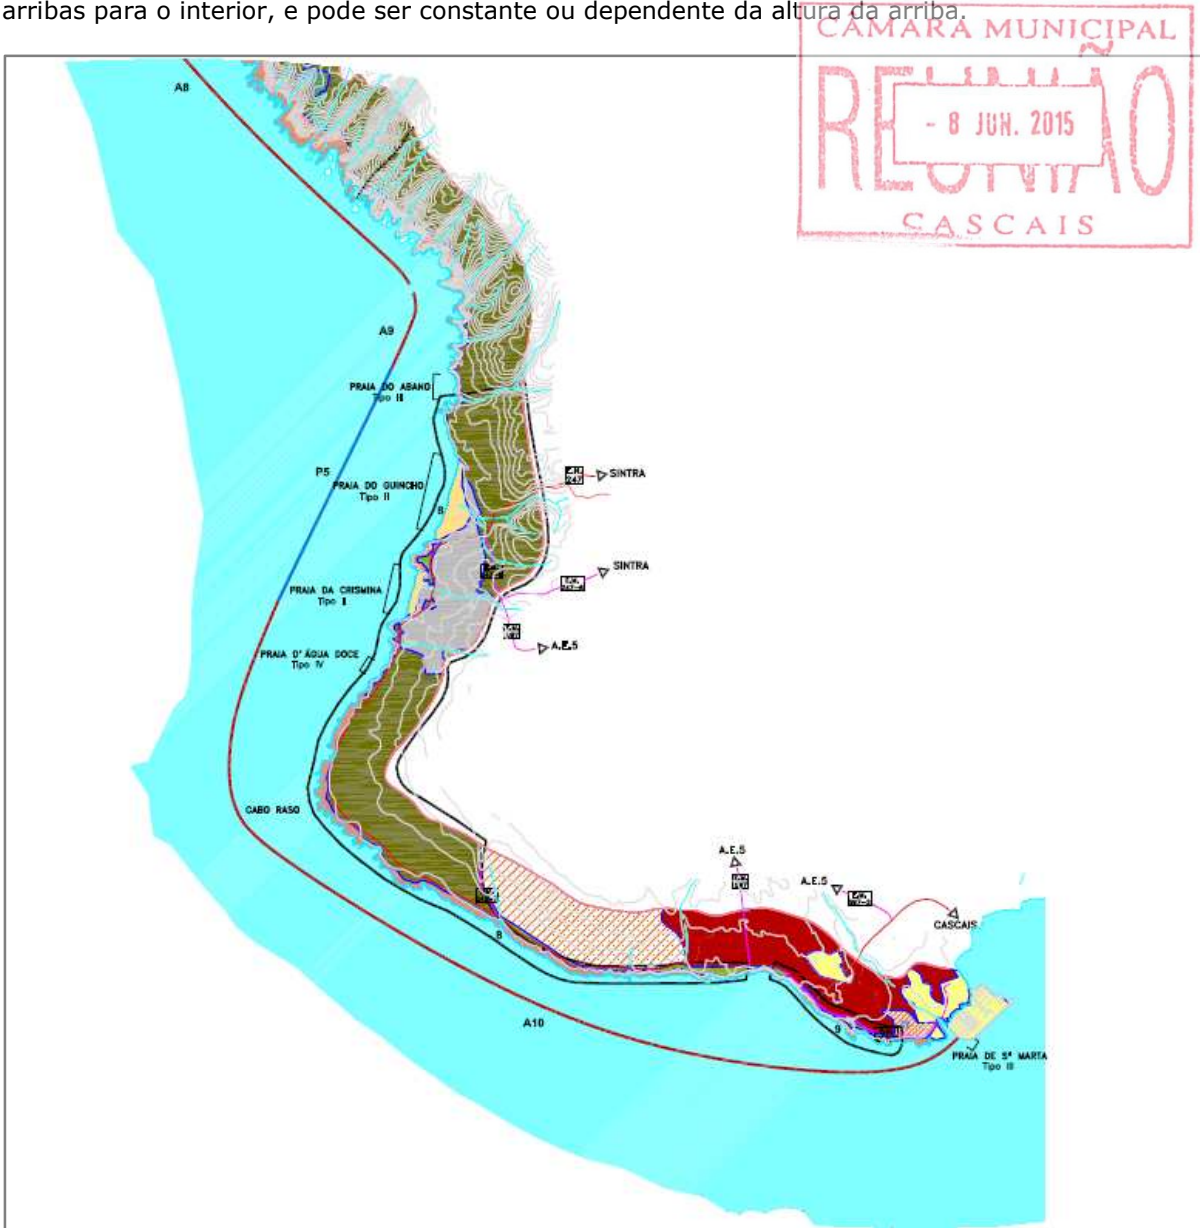 arribas para o interior, e pode ser constante ou dependente da altura da arriba.
CÂMARA MUNICIPAL
REUNIÃO
- 8 JUN. 2015
CASCAIS
A8
A9
PRAIA DO ABANO
Tipo III
P5
PRAIA DO GUINCHO
Tipo II
8
E.N.
247
SINTRA
SINTRA
PRAIA DA CRISMINA
Tipo II
A.E.5
PRAIA D'ÁGUA DOCE
Tipo IV
CABO RASO
A.E.5
A.E.5
CASCAIS
8
A10
9
PRAIA DE Sª MARTA
Tipo III